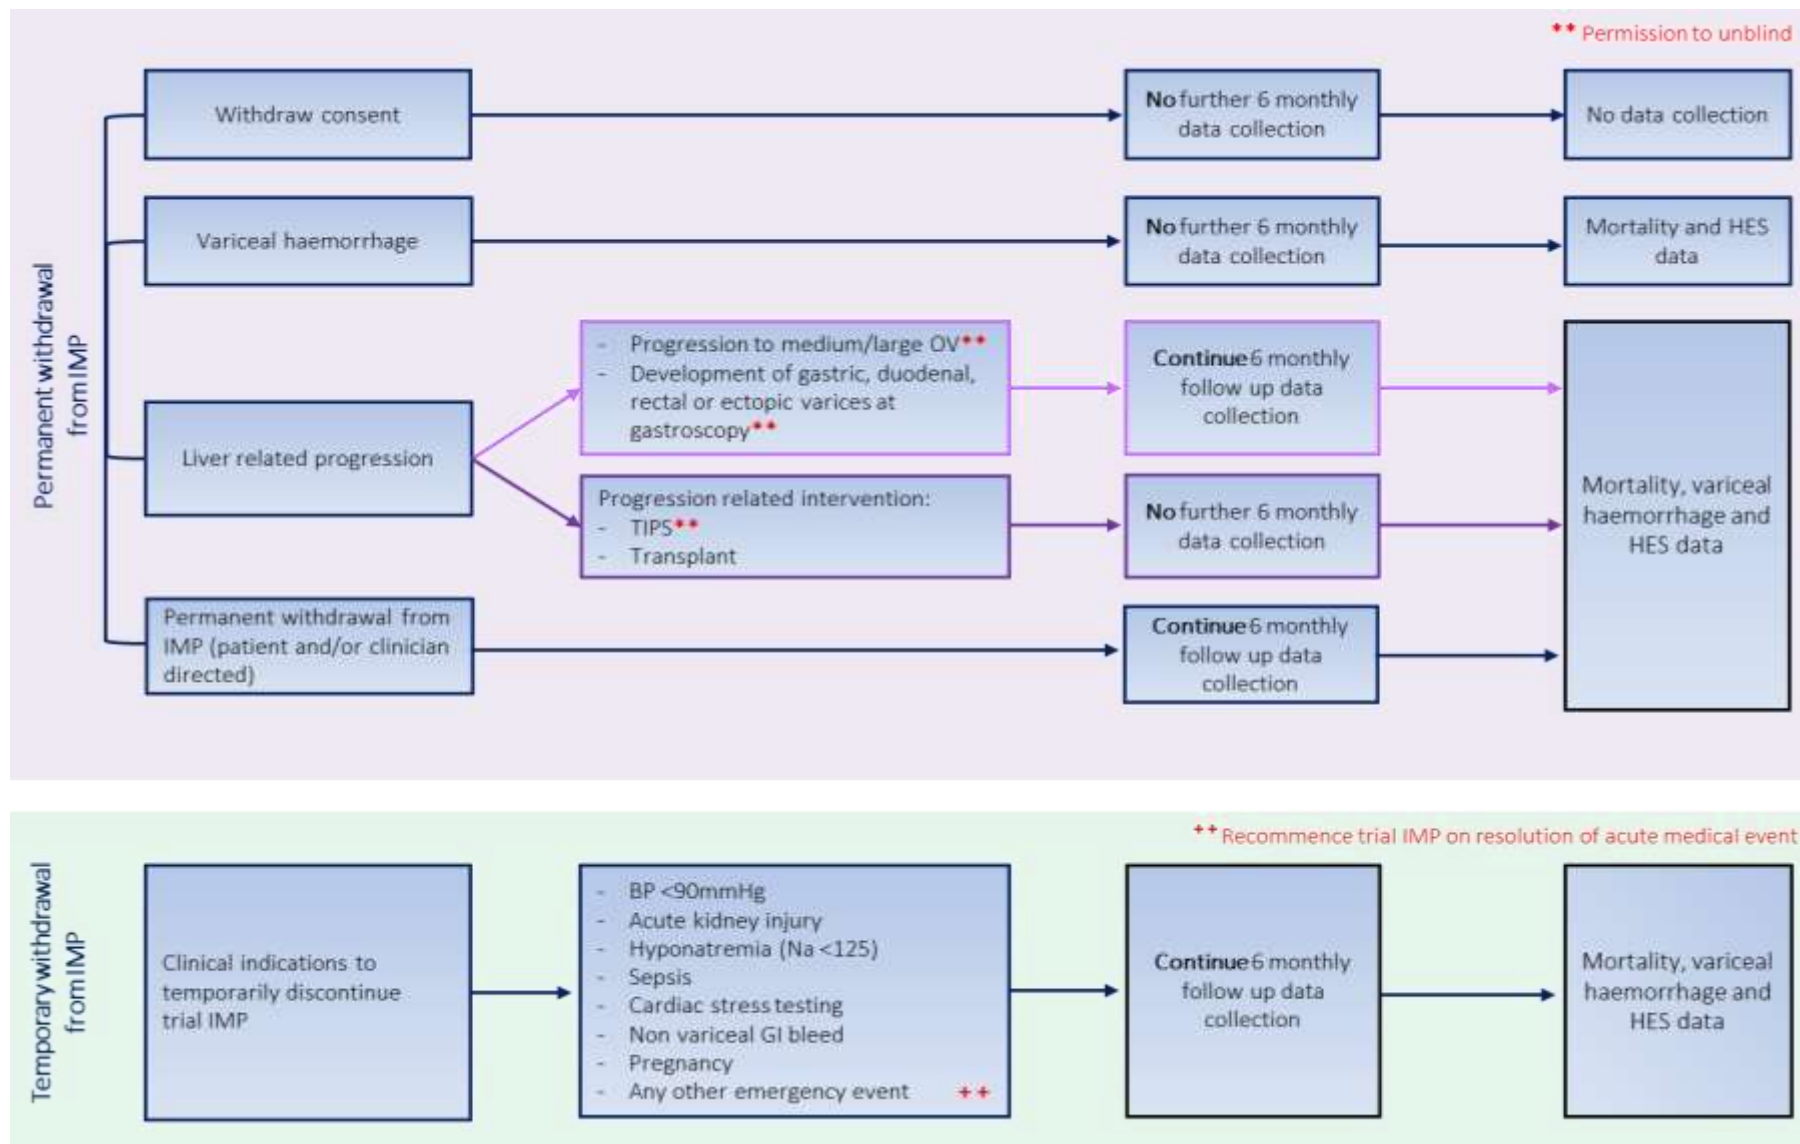 ** Permission to unblind
Permanent withdrawal
from IMP
Withdraw consent
No further 6 monthly
data collection
No data collection
Variceal haemorrhage
No further 6 monthly
data collection
Mortality and HES
data
Liver related progression
- Progression to medium/large OV**
- Development of gastric, duodenal,
rectal or ectopic varices at
gastroscopy**
Continue 6 monthly
follow up data
collection
Progression related intervention:
- TIPS**
- Transplant
No further 6 monthly
data collection
Mortality, variceal
haemorrhage and
HES data
Permanent withdrawal from
IMP (patient and/or clinician
directed)
Continue 6 monthly
follow up data
collection
++ Recommence trial IMP on resolution of acute medical event
Temporary withdrawal
from IMP
Clinical indications to
temporarily discontinue
trial IMP
- BP <90mmHg
- Acute kidney injury
- Hyponatremia (Na <125)
- Sepsis
- Cardiac stress testing
- Non variceal GI bleed
- Pregnancy
- Any other emergency event ++
Continue 6 monthly
follow up data
collection
Mortality, variceal
haemorrhage and
HES data